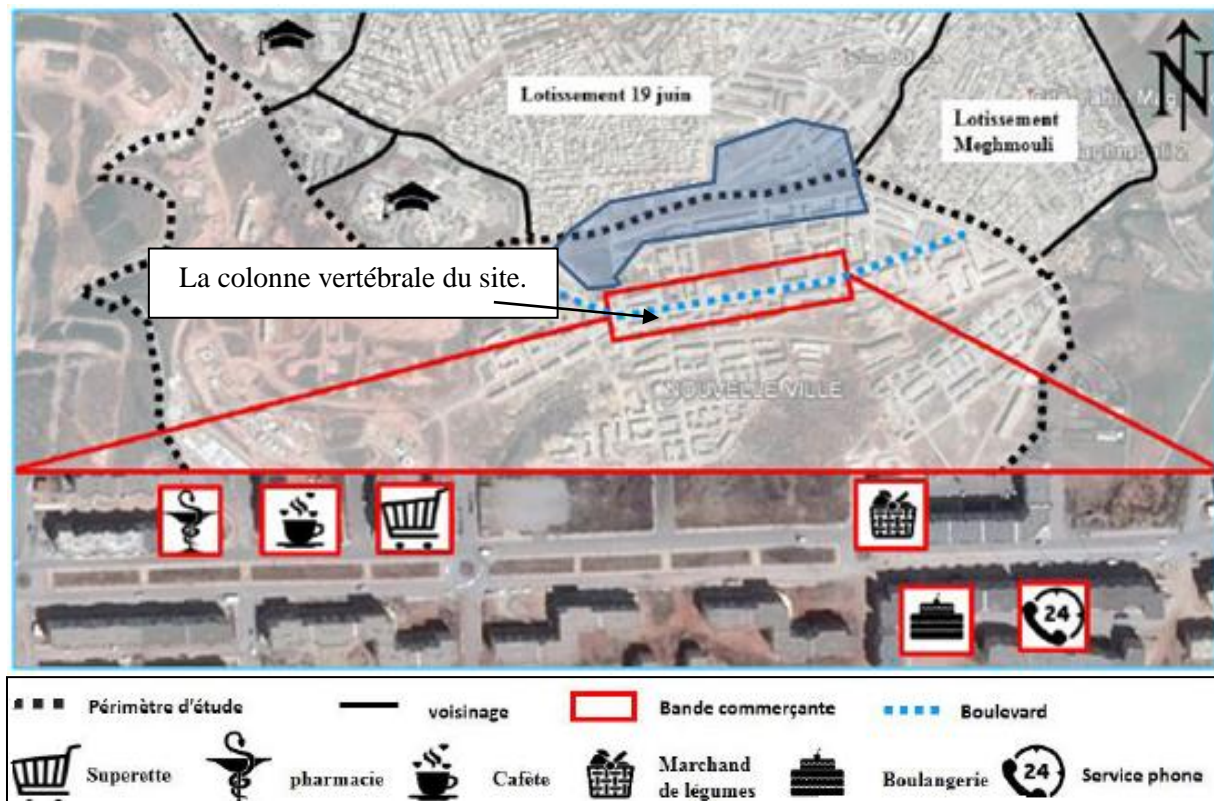 Lotissement 19 juin
Lotissement
Meghmouli
N
La colonne vertébrale du site.
NOUVELLE VILLE
24
Périmètre d'étude
voisinage
Bande commerçante
Boulevard
Superette
pharmacie
Cafète
Marchand
de légumes
Boulangerie
24
Service phone